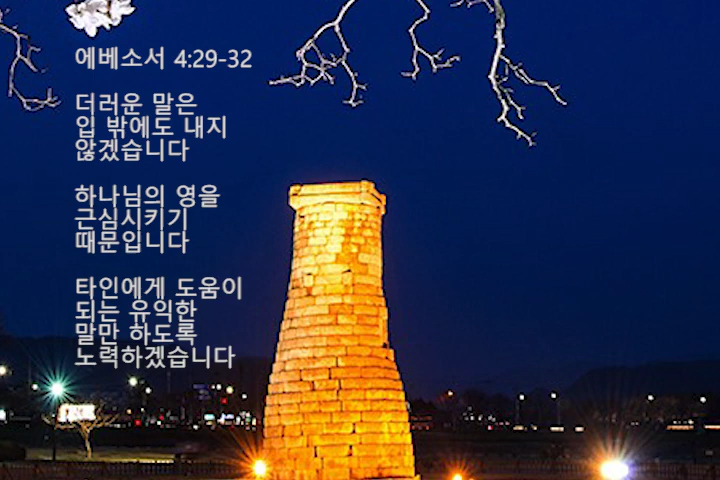 에베소서 4:29-32
더러운 말은
입 밖에도 내지
않겠습니다
하나님의 영을
근심시키기
때문입니다
타인에게 도움이
되는 유익한
말만 하도록
노력하겠습니다